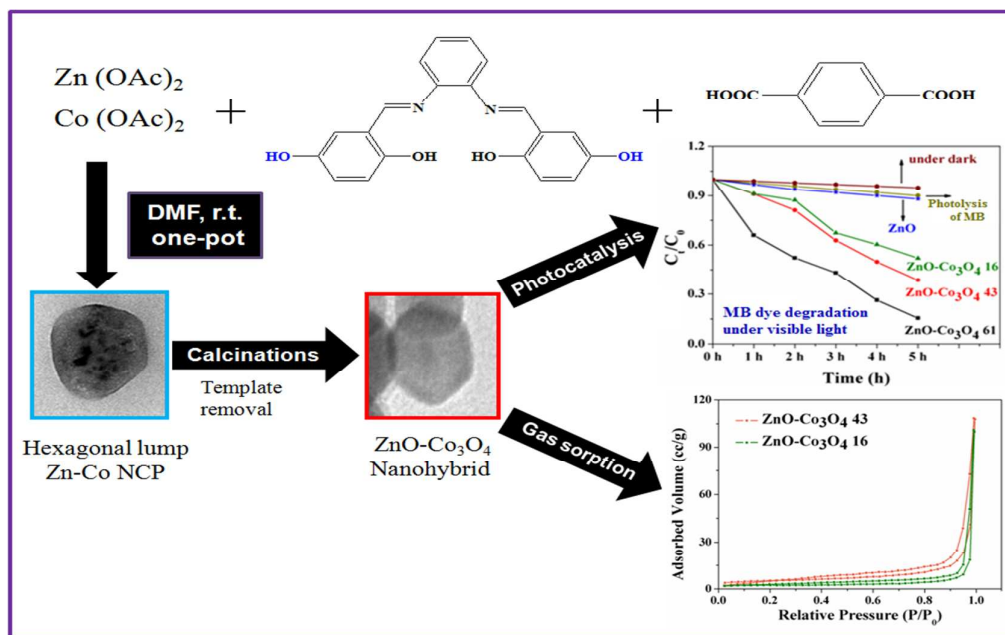 Zn (OAc)₂
Co (OAc)₂
+
N
N
HO
OH
HO
OH
+
HOOC
COOH
DMF, r.t.
one-pot
Hexagonal lump
Zn-Co NCP
Calcinations
Template
removal
ZnO-Co₃O₄
Nanohybrid
Photocatalysis
Gas sorption
1.2
0.9
0.6
0.3
0.0
Cₜ/C₀
under dark
Photolysis
of MB
ZnO
ZnO-Co₃O₄ 16
ZnO-Co₃O₄ 43
ZnO-Co₃O₄ 61
MB dye degradation
under visible light
0 h 1 h 2 h 3 h 4 h 5 h
Time (h)
ZnO-Co₃O₄ 43
ZnO-Co₃O₄ 16
120
90
60
30
0
Adsorbed Volume (cc/g)
0.0 0.2 0.4 0.6 0.8 1.0
Relative Pressure (P/P₀)